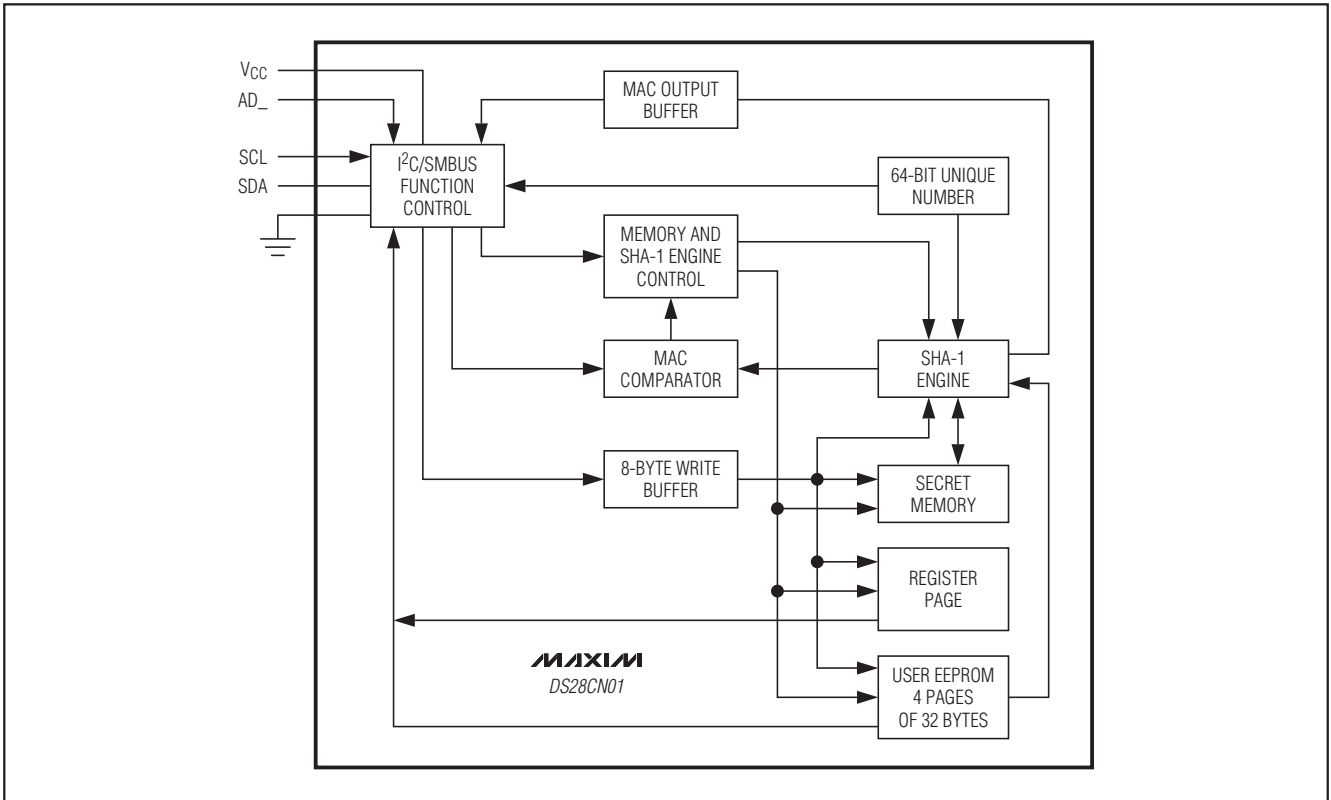 VCC
AD_
SCL
SDA
I2C/SMBUS
FUNCTION
CONTROL
MAC OUTPUT
BUFFER
64-BIT UNIQUE
NUMBER
MEMORY AND
SHA-1 ENGINE
CONTROL
MAC
COMPARATOR
SHA-1
ENGINE
8-BYTE WRITE
BUFFER
SECRET
MEMORY
REGISTER
PAGE
USER EEPROM
4 PAGES
OF 32 BYTES
MAXIM
DS28CN01